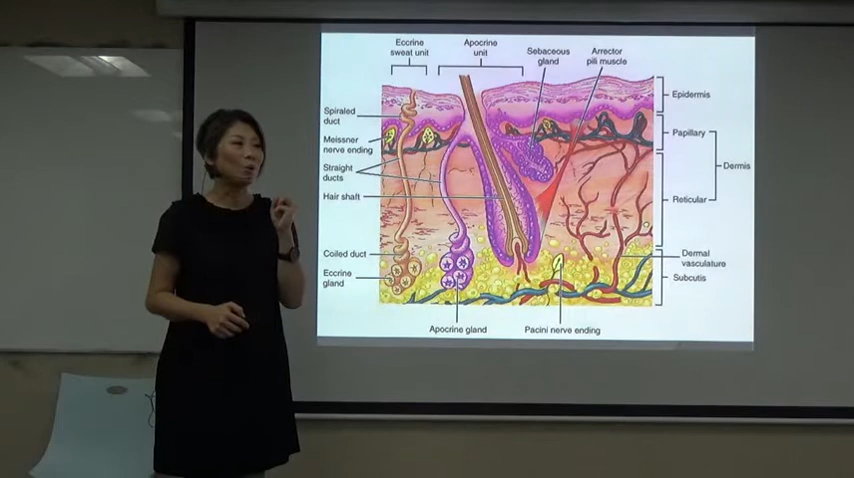 Eccrine
sweat unit
Apocrine
unit
Sebaceous
gland
Arrector
pili muscle
Spiraled
duct
Meissner
nerve ending
Straight
ducts
Hair shaft
Coiled duct
Eccrine
gland
Apocrine gland
Pacini nerve ending
Epidermis
Papillary
Dermis
Reticular
Dermal
vasculature
Subcutis